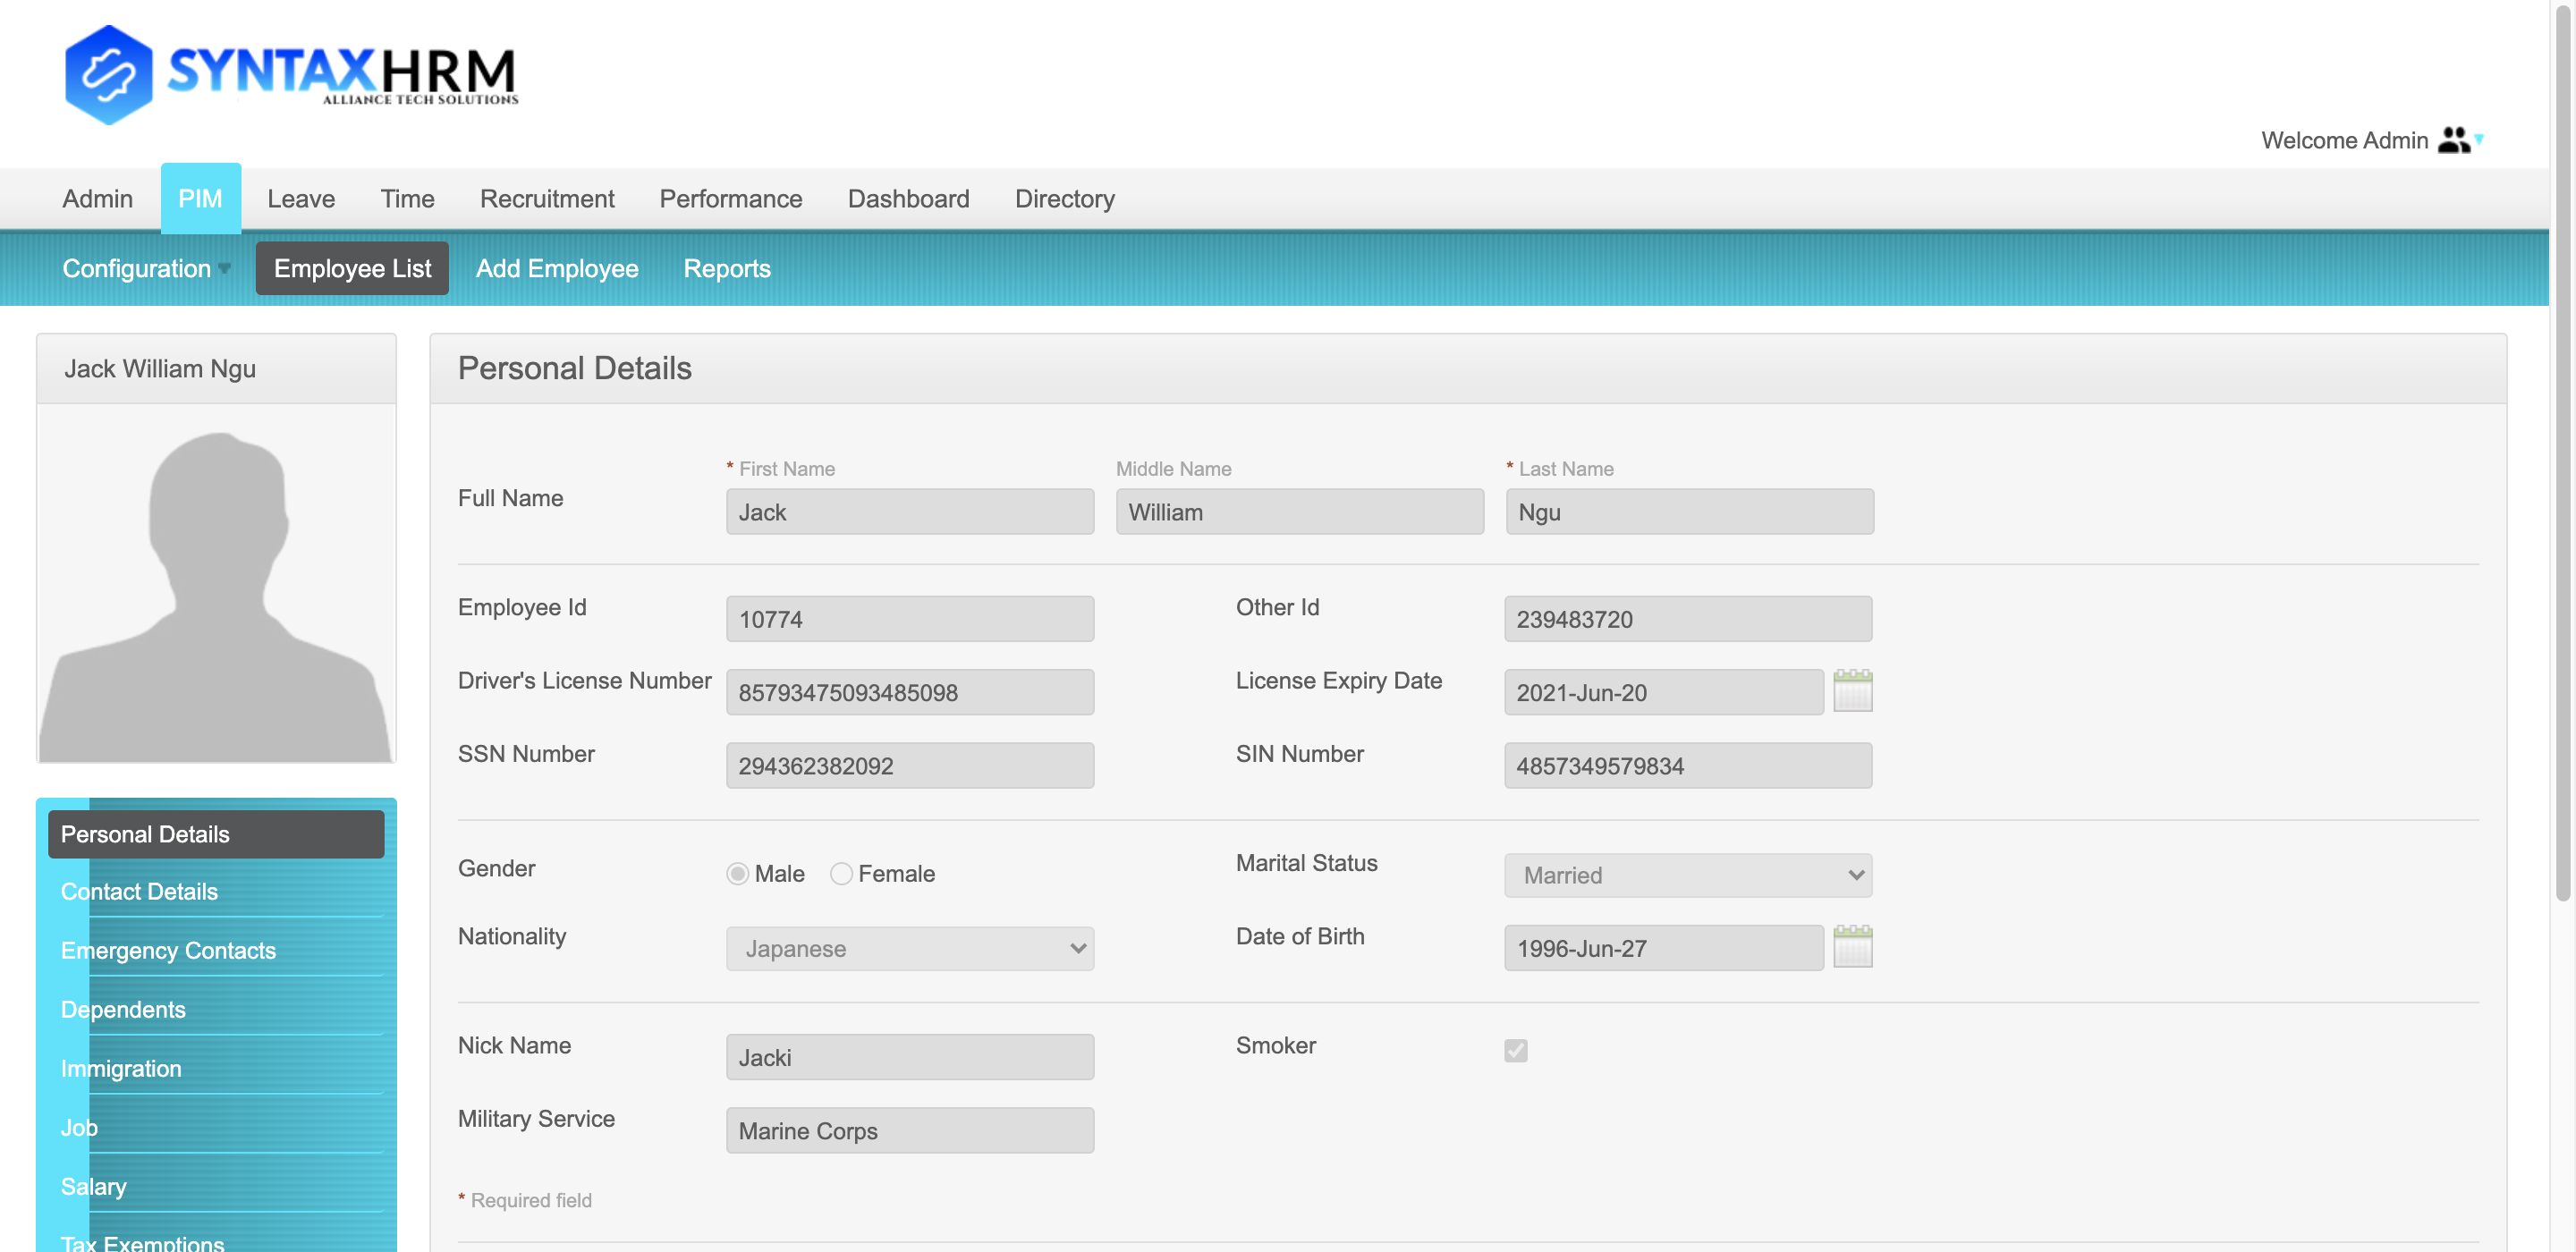 SYNTAXHRM
ALLIANCE TECH SOLUTIONS
Welcome Admin
Admin PIM Leave Time Recruitment Performance Dashboard Directory
Configuration Employee List Add Employee Reports
Jack William Ngu
Personal Details
Contact Details
Emergency Contacts
Dependents
Immigration
Job
Salary
Tax Exemptions
Personal Details
* First Name Middle Name * Last Name
Full Name Jack William Ngu
Employee Id 10774 Other Id 239483720
Driver's License Number 85793475093485098 License Expiry Date 2021-Jun-20
SSN Number 294362382092 SIN Number 4857349579834
Gender Male Female Marital Status Married
Nationality Japanese Date of Birth 1996-Jun-27
Nick Name Jacki Smoker
Military Service Marine Corps
* Required field